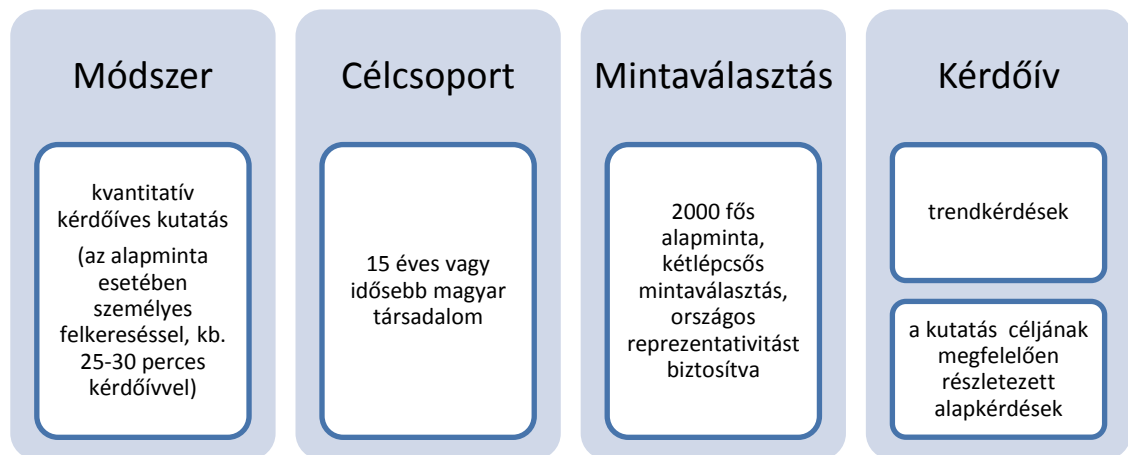 Módszer
kvantitatív
kérdőíves kutatás
(az alapminta
esetében
személyes
felkereséssel, kb.
25-30 perces
kérdőívvel)
Célcsoport
15 éves vagy
idősebb magyar
társadalom
Mintaválasztás
2000 fős
alapminta,
kétlépcsős
mintaválasztás,
országos
reprezentativitást
biztosítva
Kérdőív
trendkérdések
a kutatás céljának
megfelelően
részletezett
alapkérdések